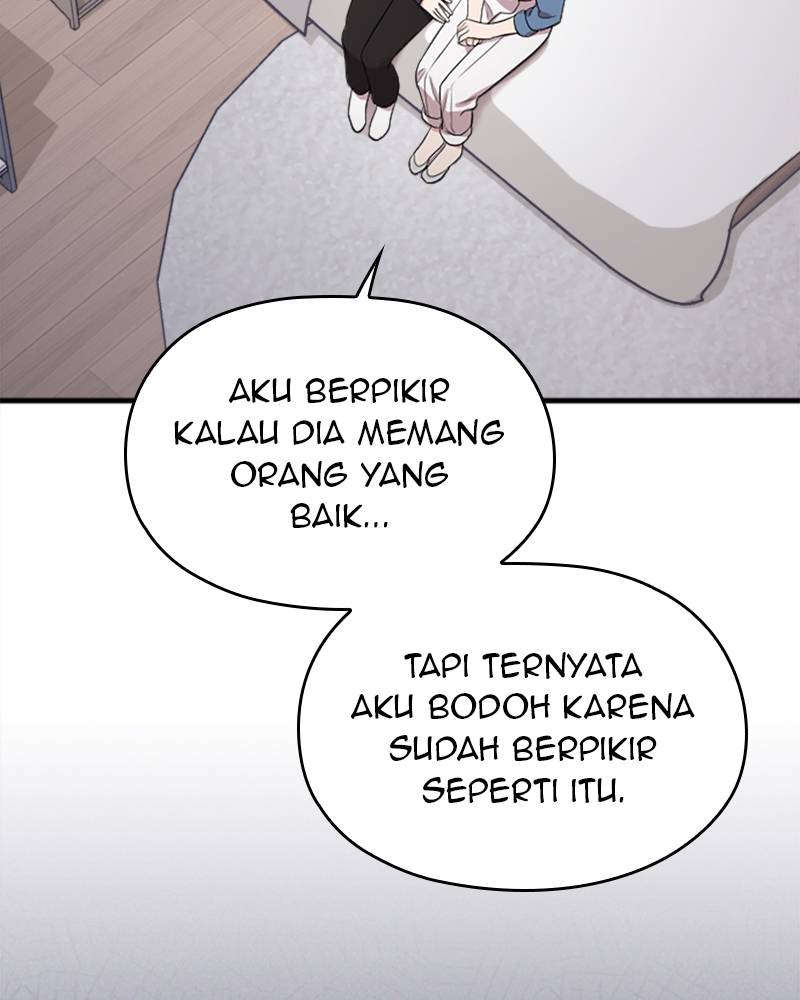 AKU BERPIKIR
KALAU DIA MEMANG
ORANG YANG
BAIK...
TAPI TERNYATA
AKU BODOH KARENA
SUDAH BERPIKIR
SEPERTI ITU.